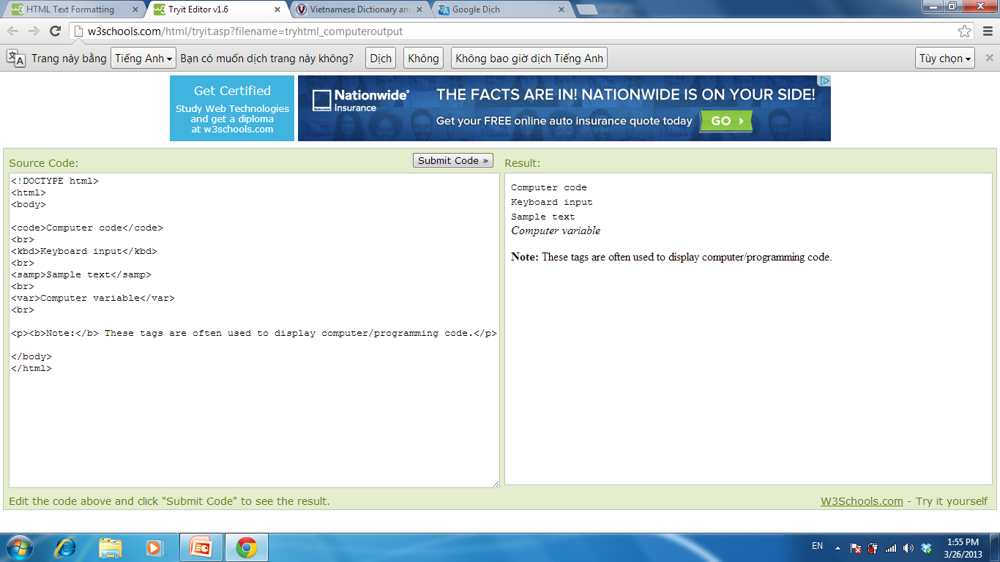 HTML Text Formatting
Tryit Editor v1.6
Vietnamese Dictionary an
Google Dịch
w3schools.com/html/tryit.asp?filename=tryhtml_computeroutput
Trang này bằng Tiếng Anh Bạn có muốn dịch trang này không? Dịch Không Không bao giờ dịch Tiếng Anh Tùy chọn
Get Certified
Study Web Technologies
and get a diploma
at w3schools.com
Nationwide®
Insurance
THE FACTS ARE IN! NATIONWIDE IS ON YOUR SIDE!
Get your FREE online auto insurance quote today GO
Source Code:
Submit Code »
<!DOCTYPE html>
<html>
<body>
<code>Computer code</code>
<br>
<kbd>Keyboard input</kbd>
<br>
<samp>Sample text</samp>
<br>
<var>Computer variable</var>
<br>
<p><b>Note:</b> These tags are often used to display computer/programming code.</p>
</body>
</html>
Edit the code above and click "Submit Code" to see the result.
Result:
Computer code
Keyboard input
Sample text
Computer variable
Note: These tags are often used to display computer/programming code.
W3Schools.com - Try it yourself
EN
1:55 PM
3/26/2013